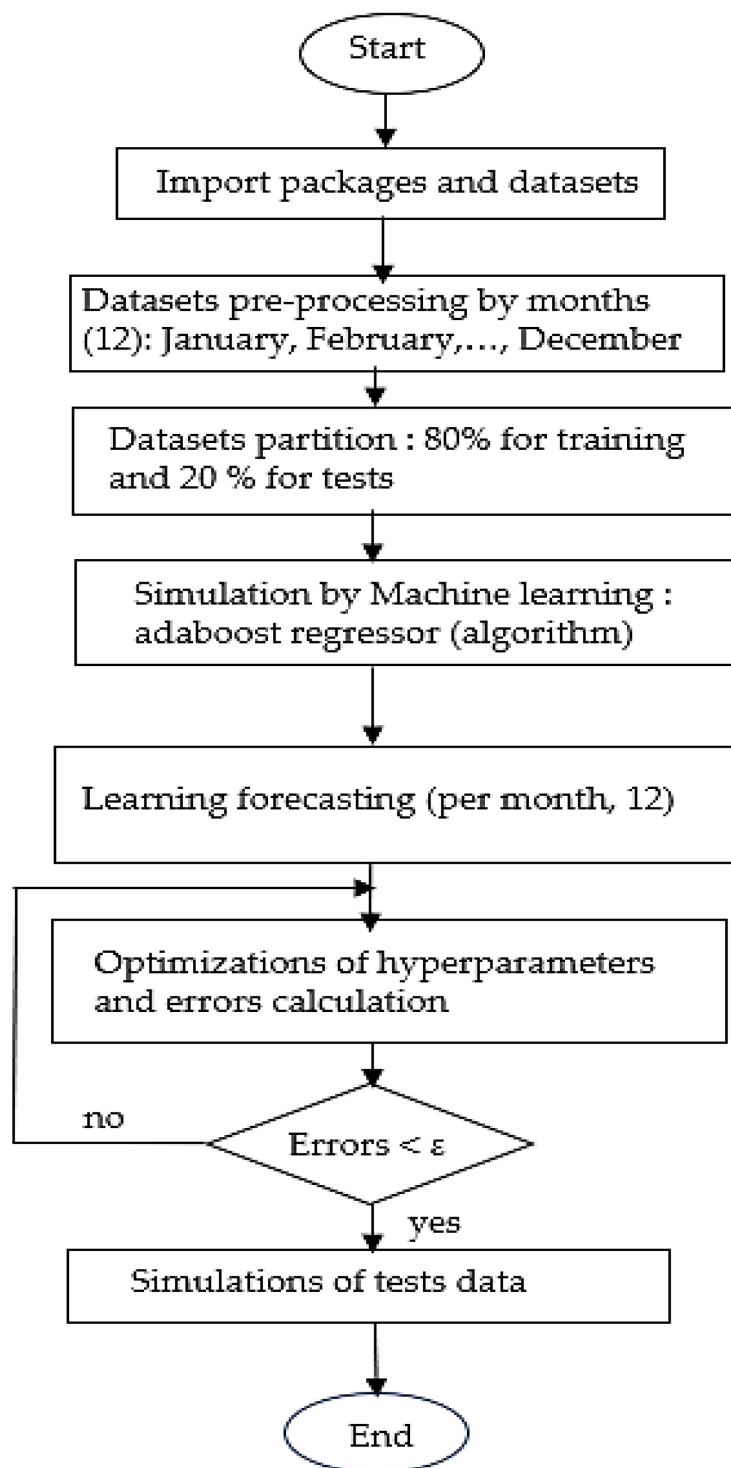 Start
Import packages and datasets
Datasets pre-processing by months
(12): January, February,…, December
Datasets partition : 80% for training
and 20 % for tests
Simulation by Machine learning :
adaboost regressor (algorithm)
Learning forecasting (per month, 12)
Optimizations of hyperparameters
and errors calculation
no
Errors < ε
yes
Simulations of tests data
End